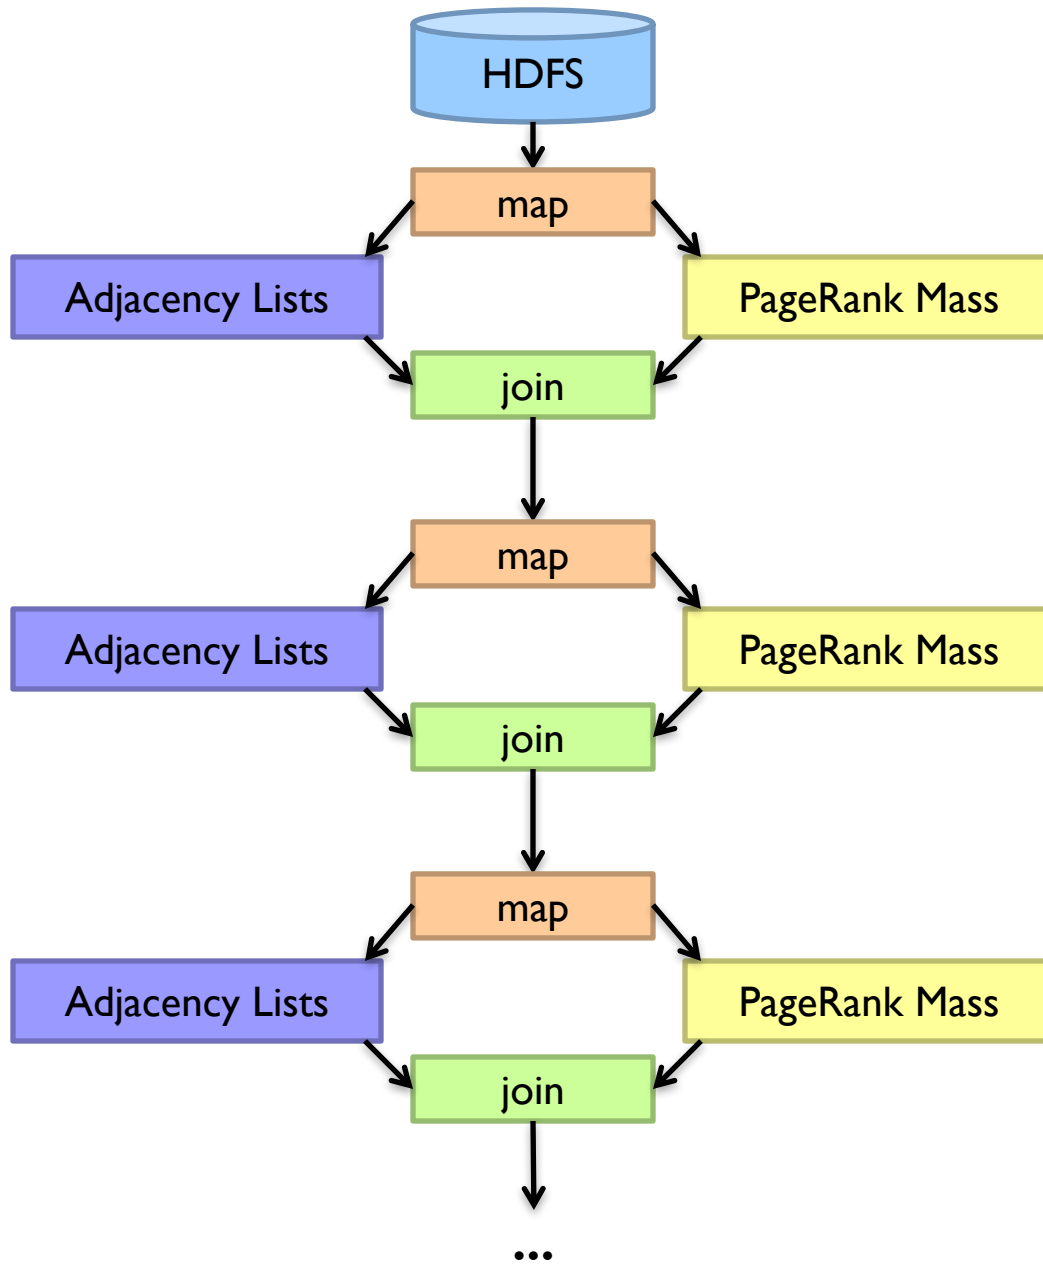 HDFS
map
Adjacency Lists
PageRank Mass
join
map
Adjacency Lists
PageRank Mass
join
map
Adjacency Lists
PageRank Mass
join
...